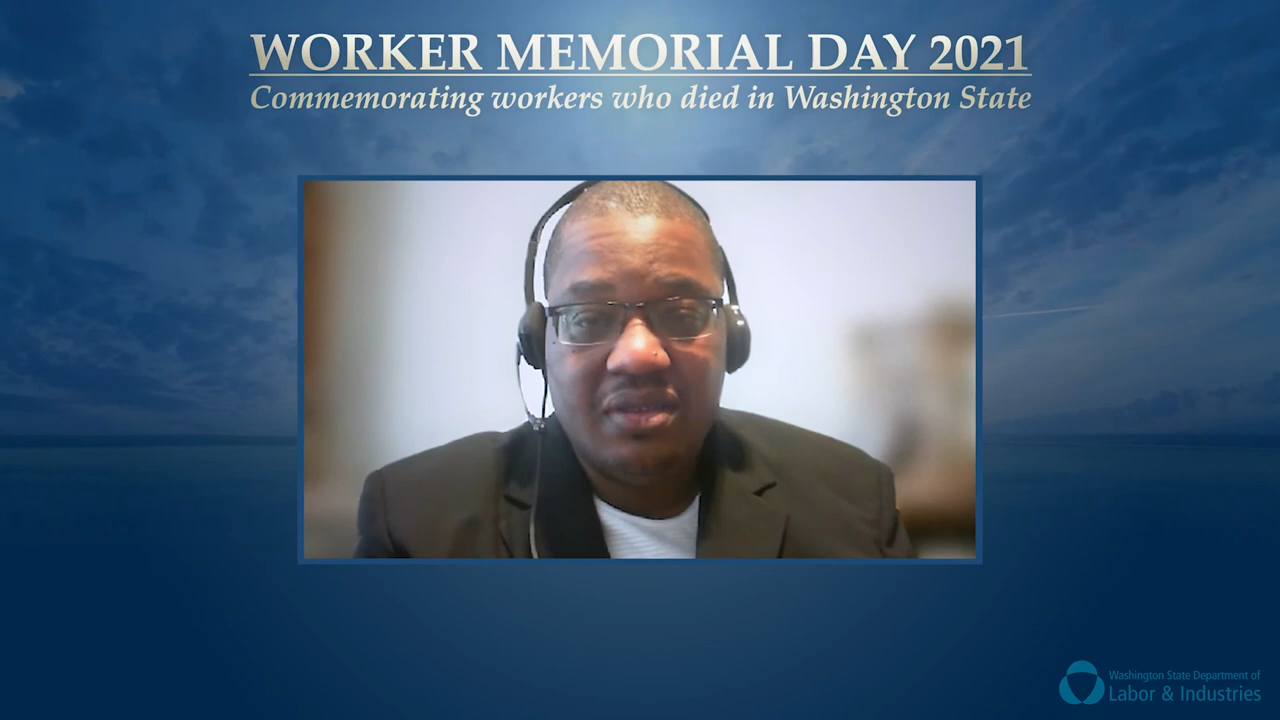 WORKER MEMORIAL DAY 2021
Commemorating workers who died in Washington State
Washington State Department of
Labor & Industries